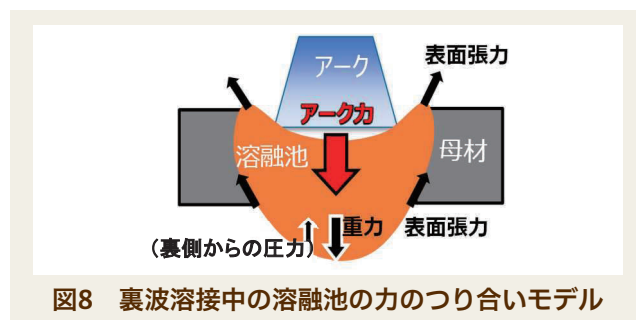 アーク
表面張力
アーク力
溶融池
母材
重力
表面張力
（裏側からの圧力）
図8 裏波溶接中の溶融池の力のつり合いモデル